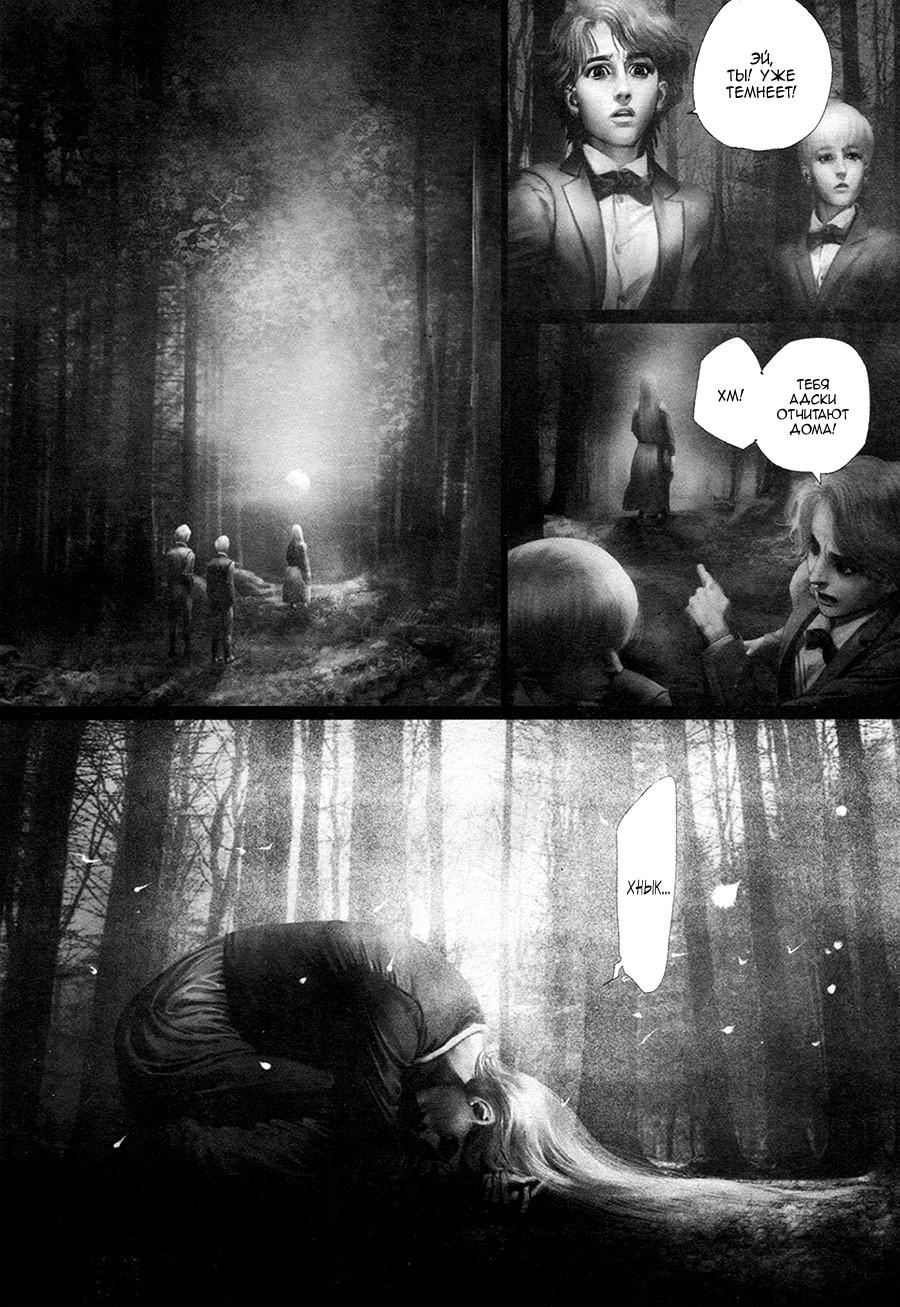 ЭЙ,
ТЫ! УЖЕ
ТЕМНЕЕТ!
ТЕБЯ
АДСКИ
ОТЧИТАЮТ
ДОМА!
ХМ!
ХНЫК...